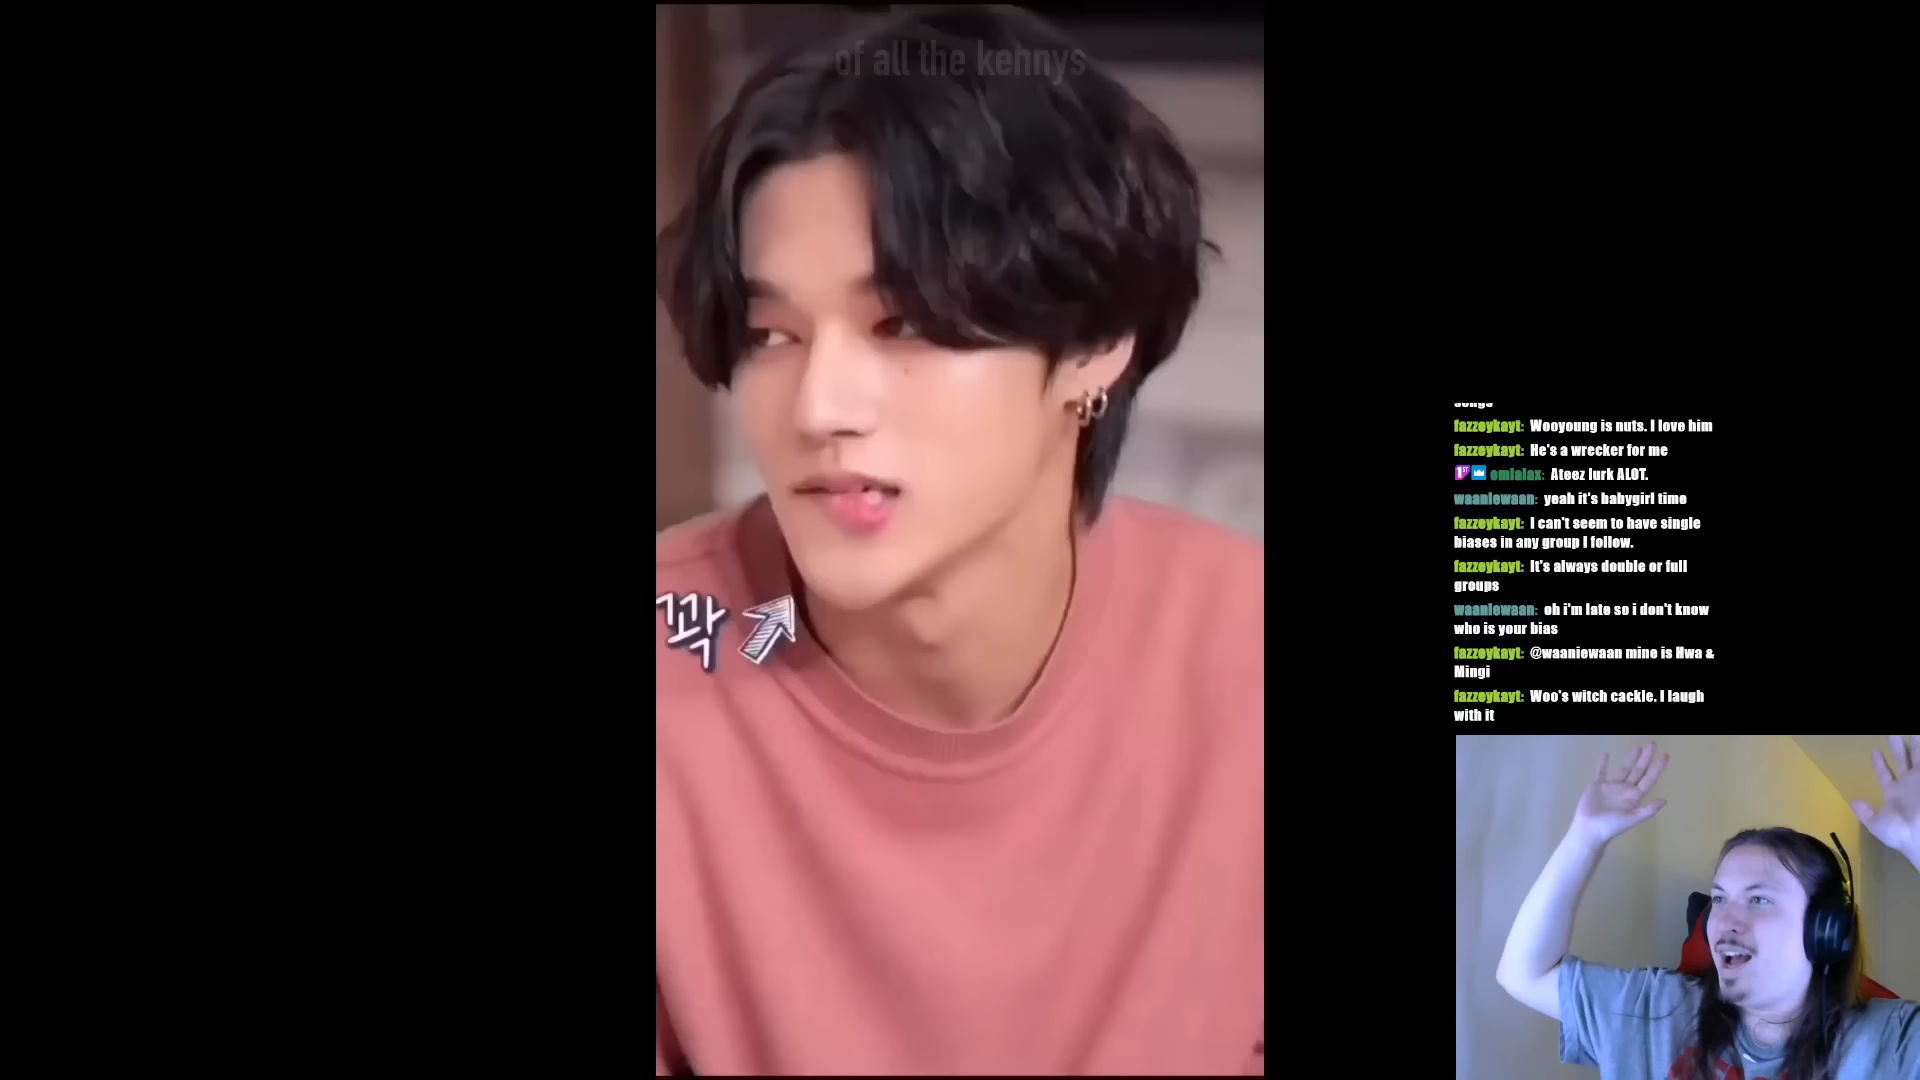 of all the kennys
꽉
songs
fazzeykayt: Wooyoung is nuts. I love him
fazzeykayt: He's a wrecker for me
1ST emlalax: Ateez lurk ALOT.
waaniewaan: yeah it's babygirl time
fazzeykayt: I can't seem to have single
biases in any group I follow.
fazzeykayt: It's always double or full
groups
waaniewaan: oh i'm late so i don't know
who is your bias
fazzeykayt: @waaniewaan mine is Hwa &
Mingi
fazzeykayt: Woo's witch cackle. I laugh
with it